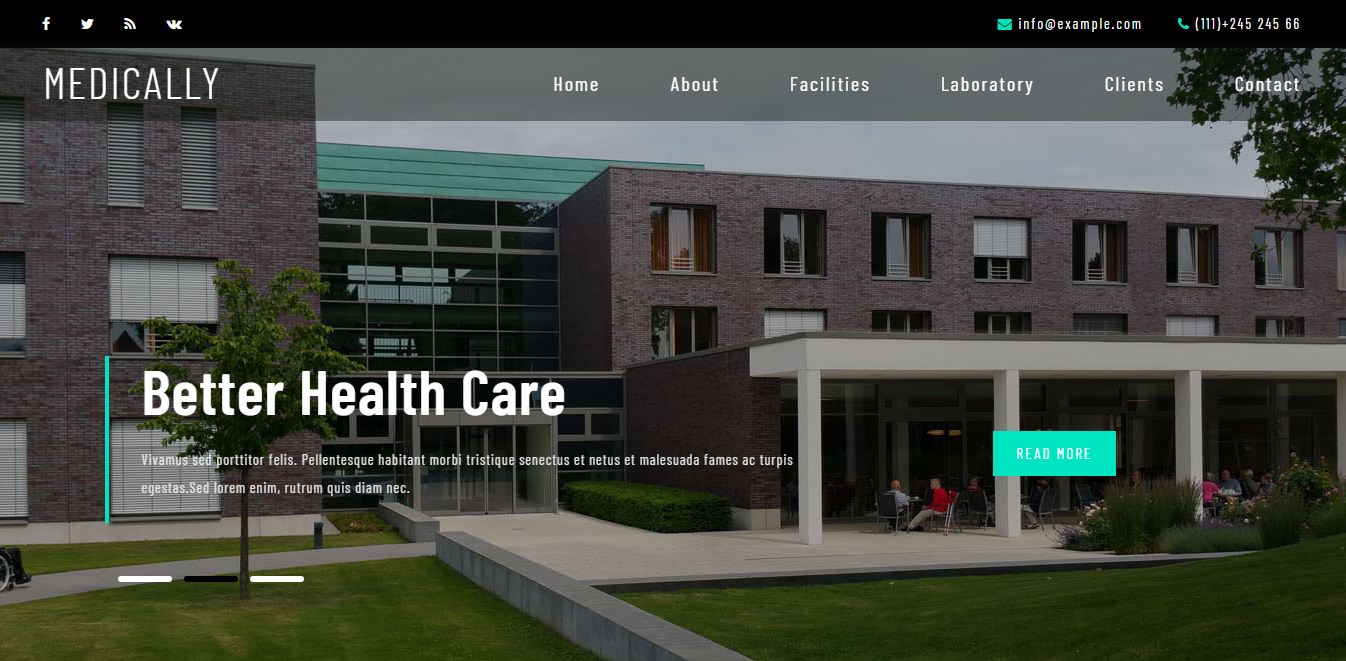 info@example.com (111)+245 245 66
MEDICALLY
Home About Facilities Laboratory Clients Contact
Better Health Care
Vivamus sed porttitor felis. Pellentesque habitant morbi tristique senectus et netus et malesuada fames ac turpis
egestas.Sed lorem enim, rutrum quis diam nec.
READ MORE